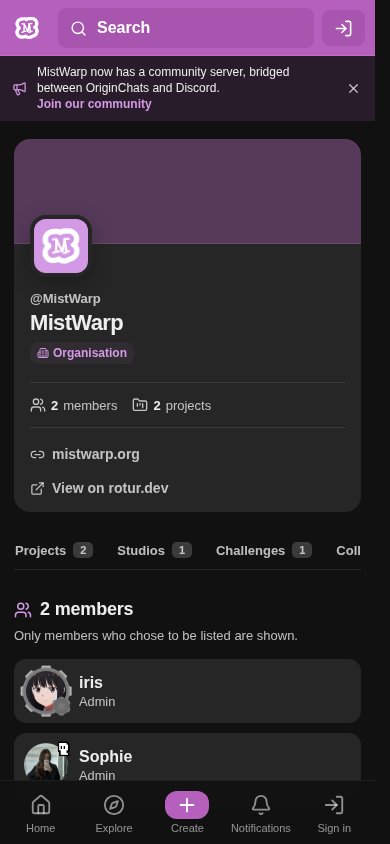 Search
MistWarp now has a community server, bridged
between OriginChats and Discord.
Join our community
M
@MistWarp
MistWarp
Organisation
2 members
2 projects
mistwarp.org
View on rotur.dev
Projects 2
Studios 1
Challenges 1
Coll
2 members
Only members who chose to be listed are shown.
iris
Admin
Sophie
Admin
Home
Explore
Create
Notifications
Sign in